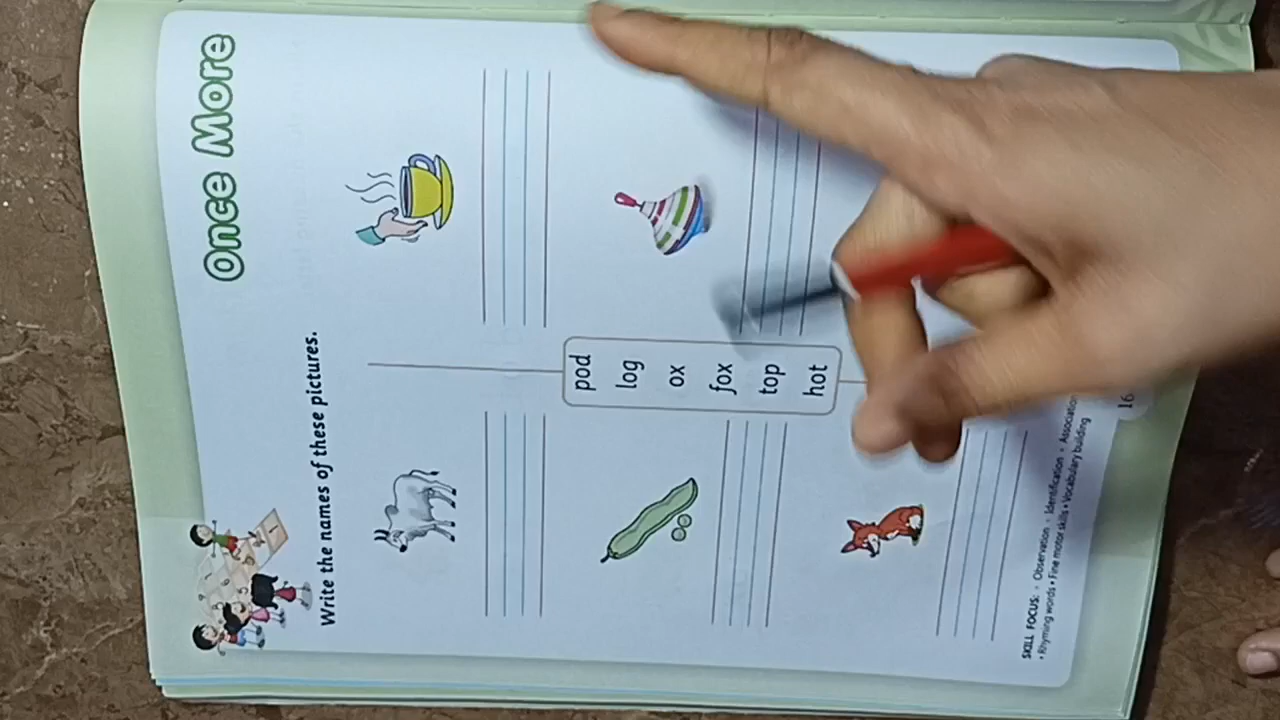 Once More
Write the names of these pictures.
pod
log
ox
fox
top
hot
SKILL FOCUS: • Observation • Identification • Association
• Rhyming words • Fine motor skills • Vocabulary building
16